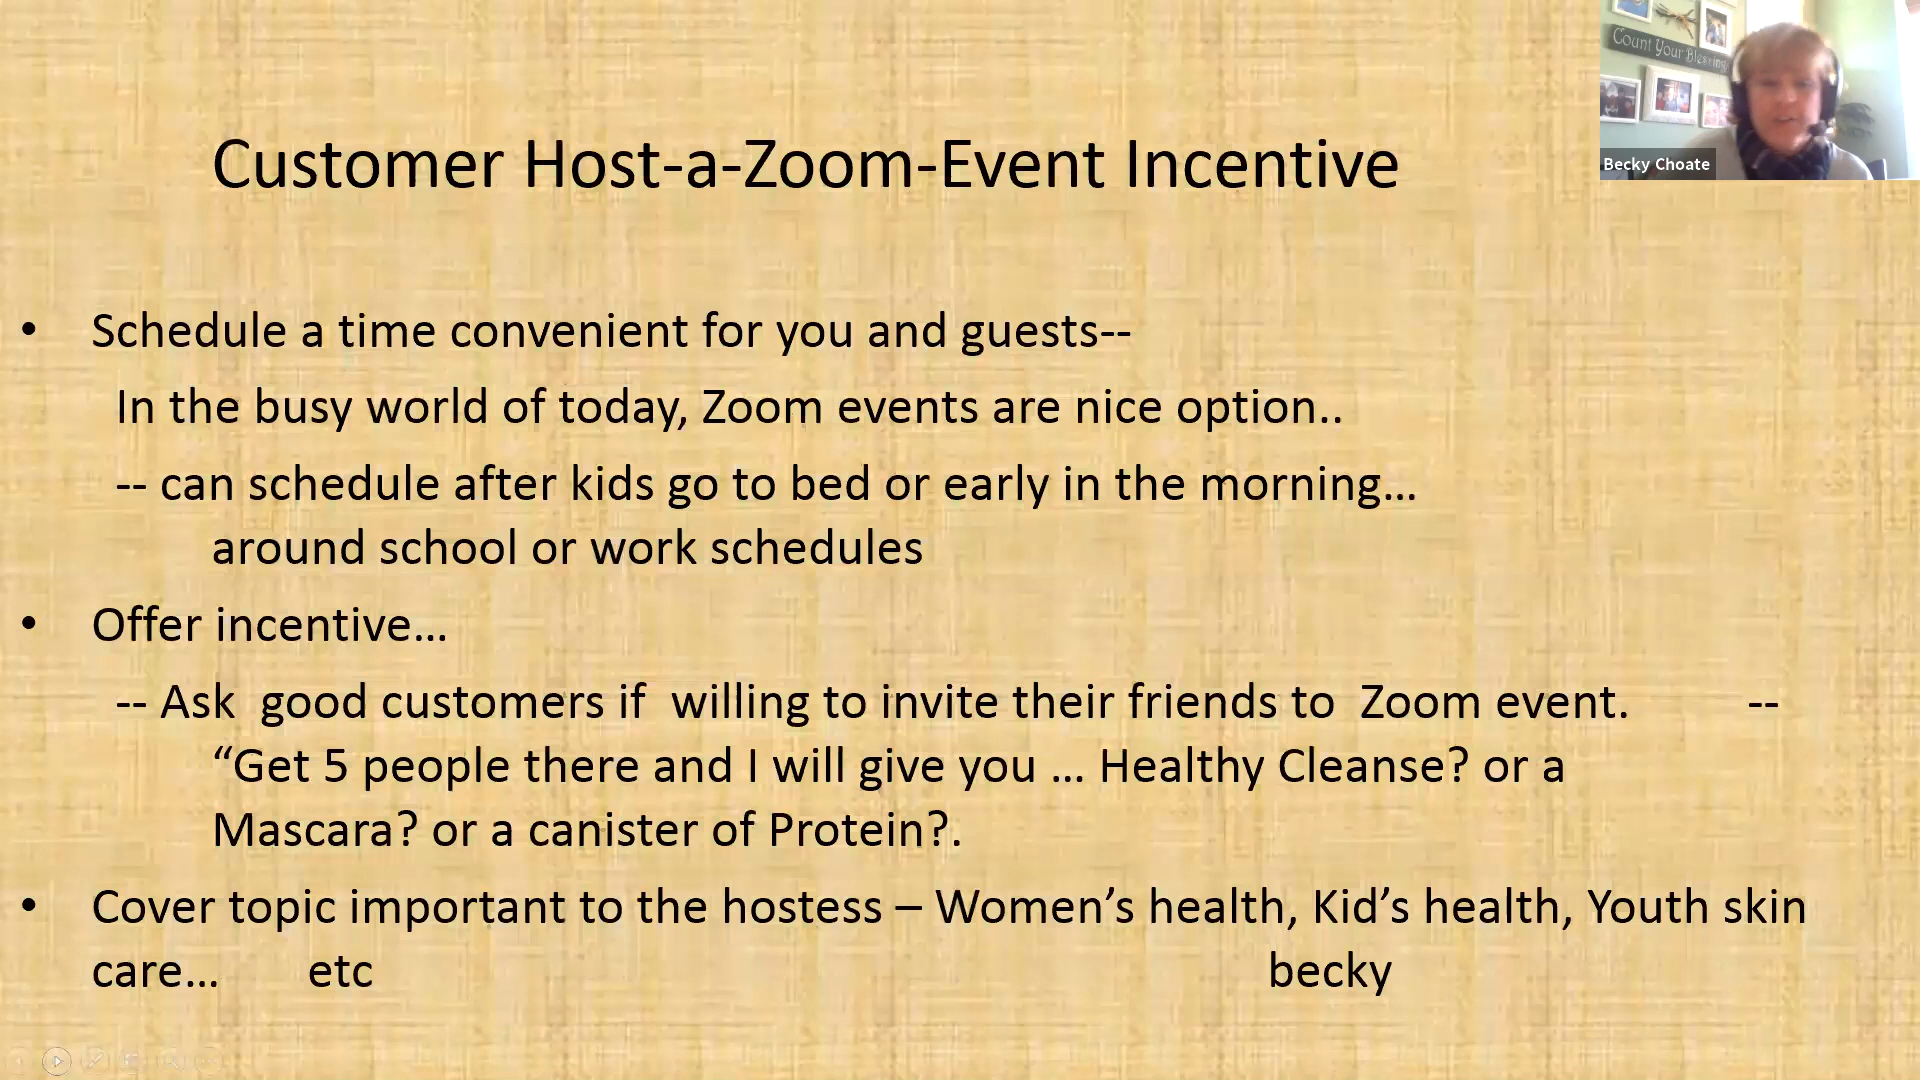 Count Your Blessings
Becky Choate
Customer Host-a-Zoom-Event Incentive
• Schedule a time convenient for you and guests--
In the busy world of today, Zoom events are nice option..
-- can schedule after kids go to bed or early in the morning…
around school or work schedules
• Offer incentive…
-- Ask  good customers if  willing to invite their friends to  Zoom event. --
“Get 5 people there and I will give you … Healthy Cleanse? or a
Mascara? or a canister of Protein?.
• Cover topic important to the hostess – Women’s health, Kid’s health, Youth skin
care… etc becky